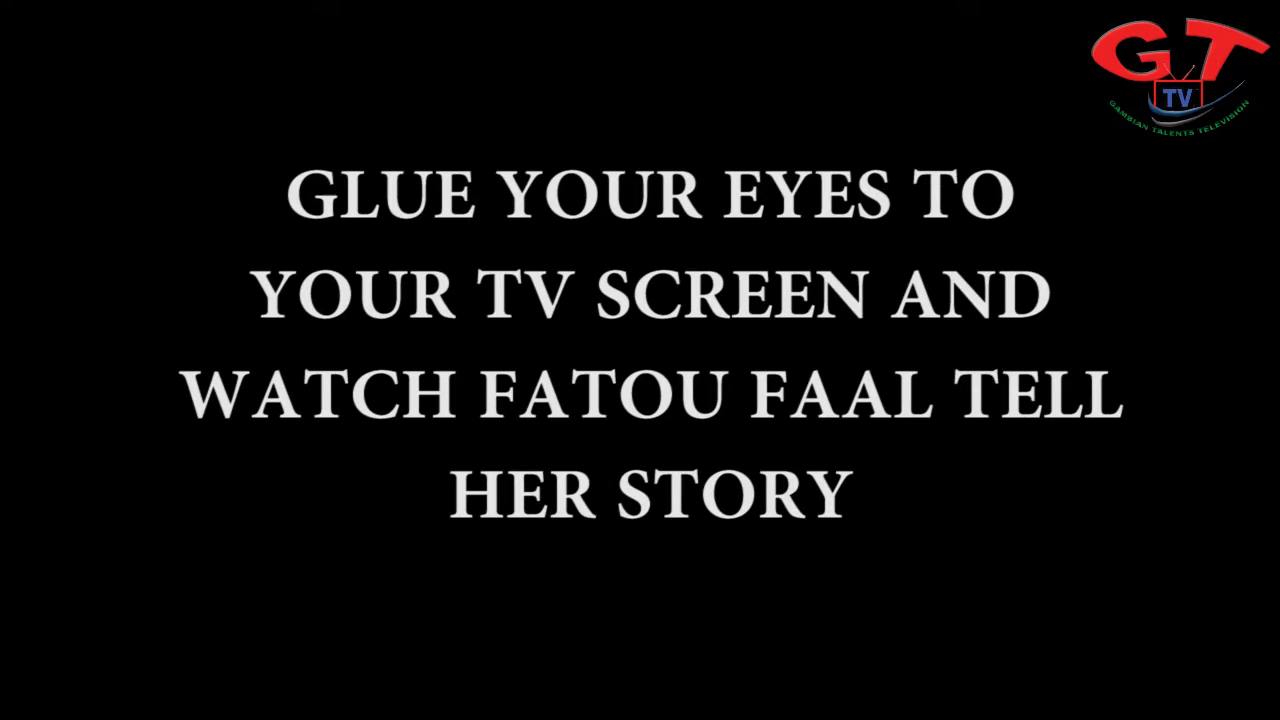 GT
TV
GAMBIAN TALENTS TELEVISION
GLUE YOUR EYES TO
YOUR TV SCREEN AND
WATCH FATOU FAAL TELL
HER STORY